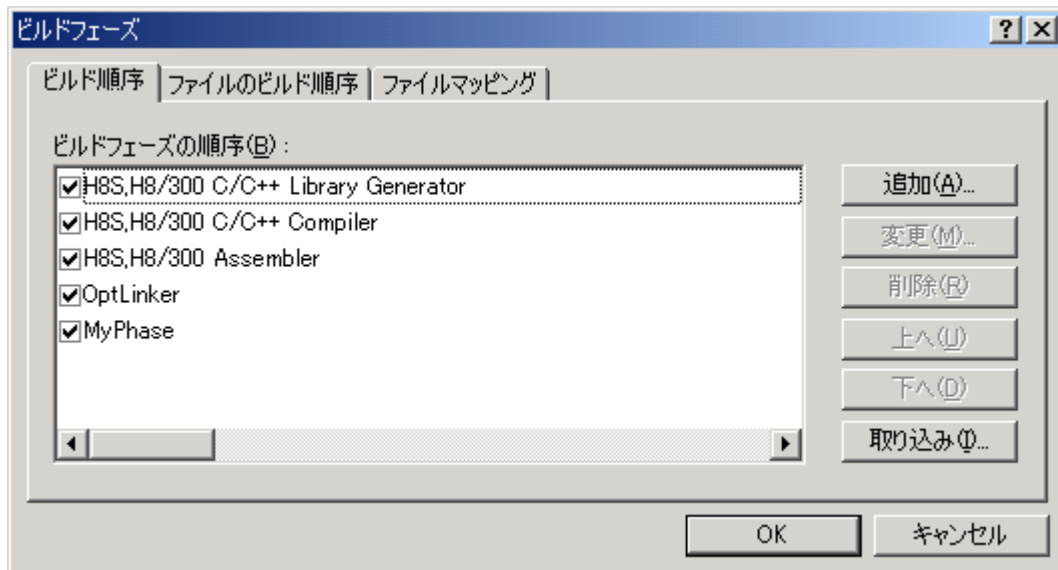 ビルドフェーズ
ビルド順序 ファイルのビルド順序 ファイルマッピング
ビルドフェーズの順序(B) :
H8S,H8/300 C/C++ Library Generator
H8S,H8/300 C/C++ Compiler
H8S,H8/300 Assembler
OptLinker
MyPhase
追加(A)...
変更(M)...
削除(R)
上へ(U)
下へ(D)
取り込み(I)...
OK キャンセル